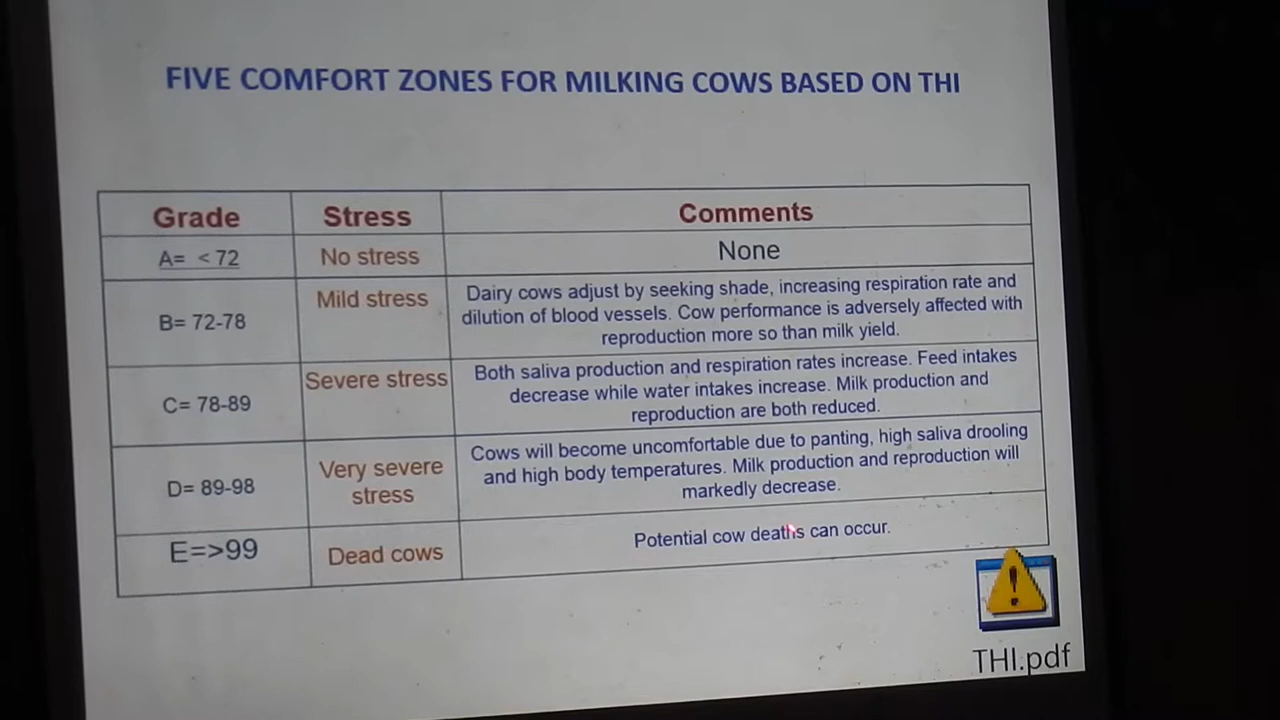 FIVE COMFORT ZONES FOR MILKING COWS BASED ON THI
Grade Stress Comments
A= < 72 No stress None
B= 72-78 Mild stress Dairy cows adjust by seeking shade, increasing respiration rate and
dilution of blood vessels. Cow performance is adversely affected with
reproduction more so than milk yield.
C= 78-89 Severe stress Both saliva production and respiration rates increase. Feed intakes
decrease while water intakes increase. Milk production and
reproduction are both reduced.
D= 89-98 Very severe
stress
Cows will become uncomfortable due to panting, high saliva drooling
and high body temperatures. Milk production and reproduction will
markedly decrease.
E=>99 Dead cows Potential cow deaths can occur.
THI.pdf